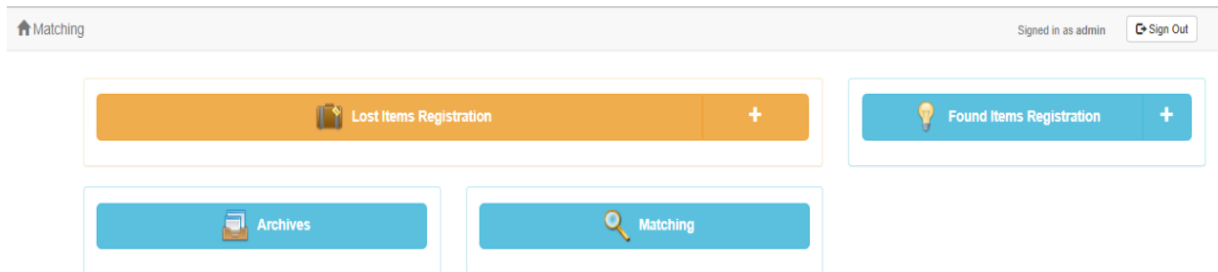 Matching
Signed in as admin
Sign Out
Lost Items Registration +
Found Items Registration +
Archives
Matching